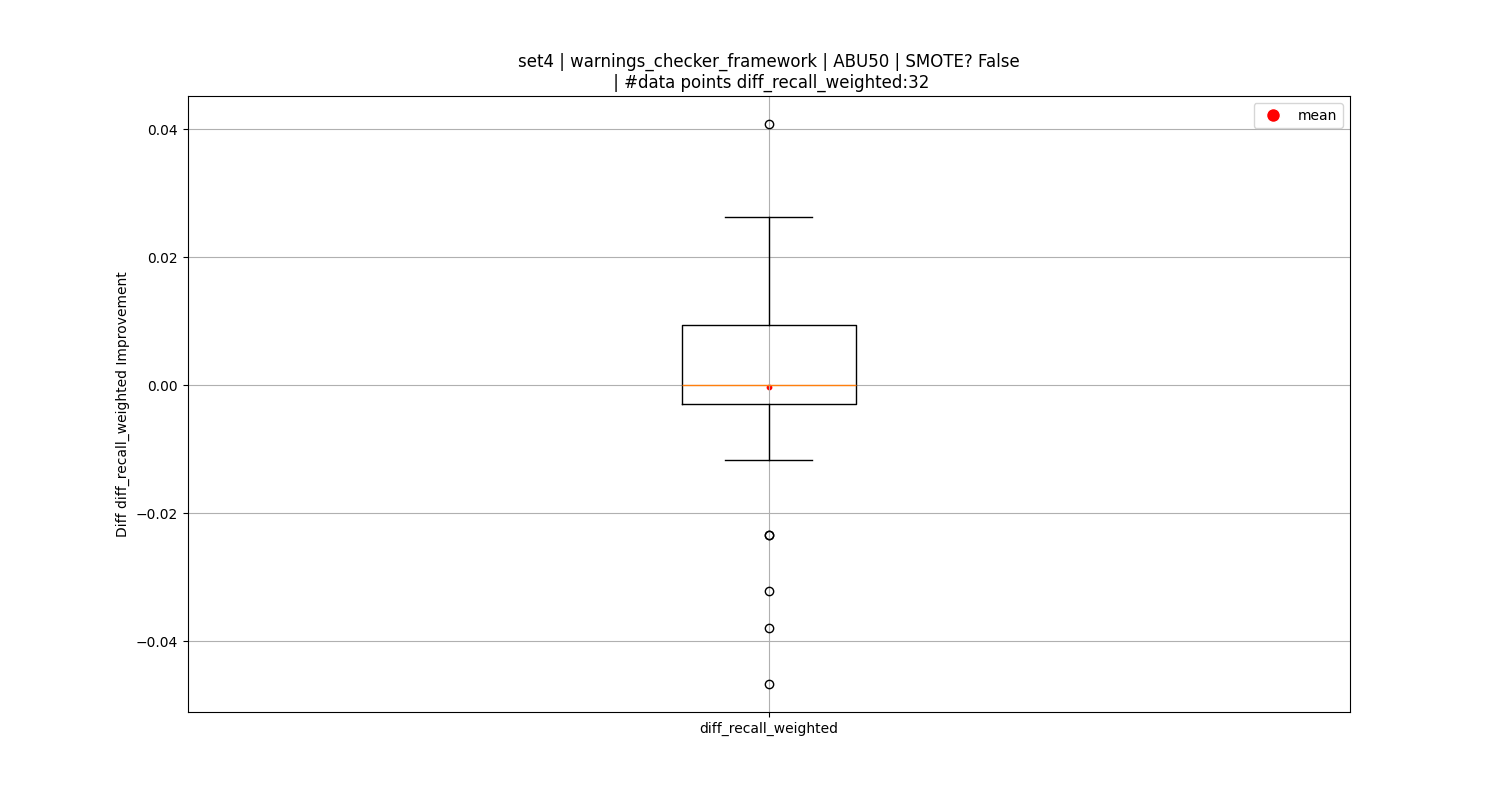 set4 | warnings_checker_framework | ABU50 | SMOTE? False
| #data points diff_recall_weighted:32
mean
0.04
0.02
0.00
−0.02
−0.04
Diff diff_recall_weighted Improvement
diff_recall_weighted